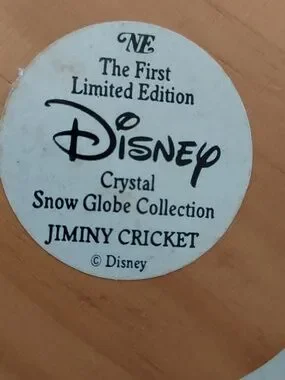 NE
The First
Limited Edition
Disney
Crystal
Snow Globe Collection
JIMINY CRICKET
© Disney